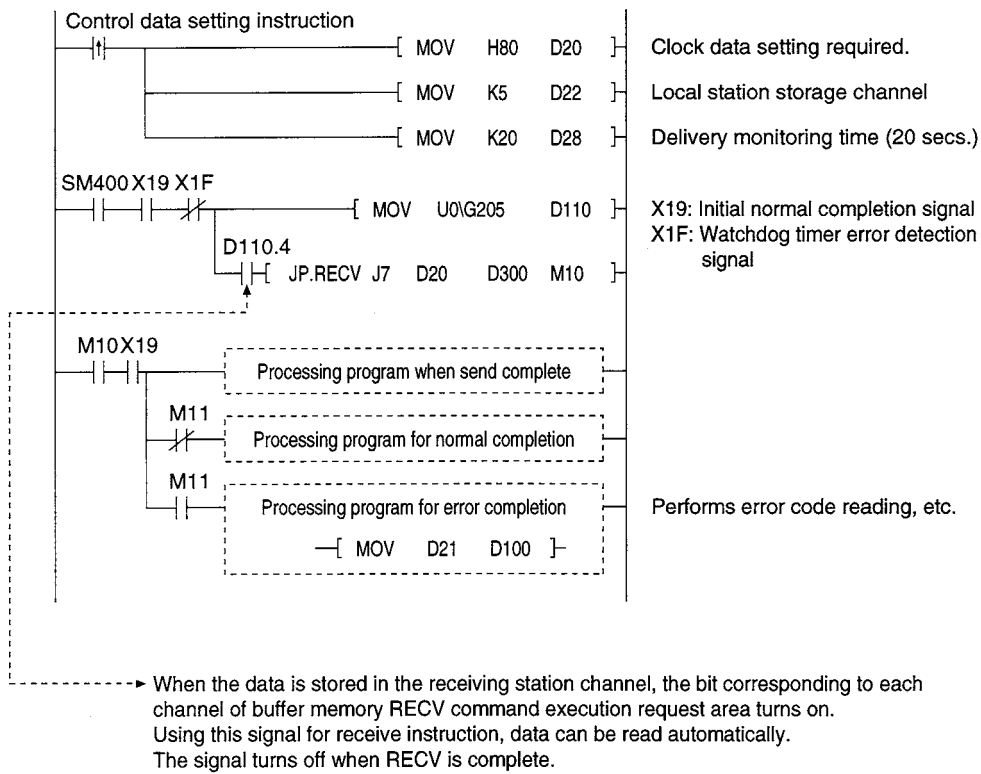 Control data setting instruction
MOV H80 D20 Clock data setting required.
MOV K5 D22 Local station storage channel
MOV K20 D28 Delivery monitoring time (20 secs.)
SM400 X19 X1F
MOV U0\G205 D110 X19: Initial normal completion signal
X1F: Watchdog timer error detection
signal
D110.4
JP.RECV J7 D20 D300 M10
M10 X19
Processing program when send complete
M11
Processing program for normal completion
M11
Processing program for error completion Performs error code reading, etc.
MOV D21 D100
When the data is stored in the receiving station channel, the bit corresponding to each
channel of buffer memory RECV command execution request area turns on.
Using this signal for receive instruction, data can be read automatically.
The signal turns off when RECV is complete.